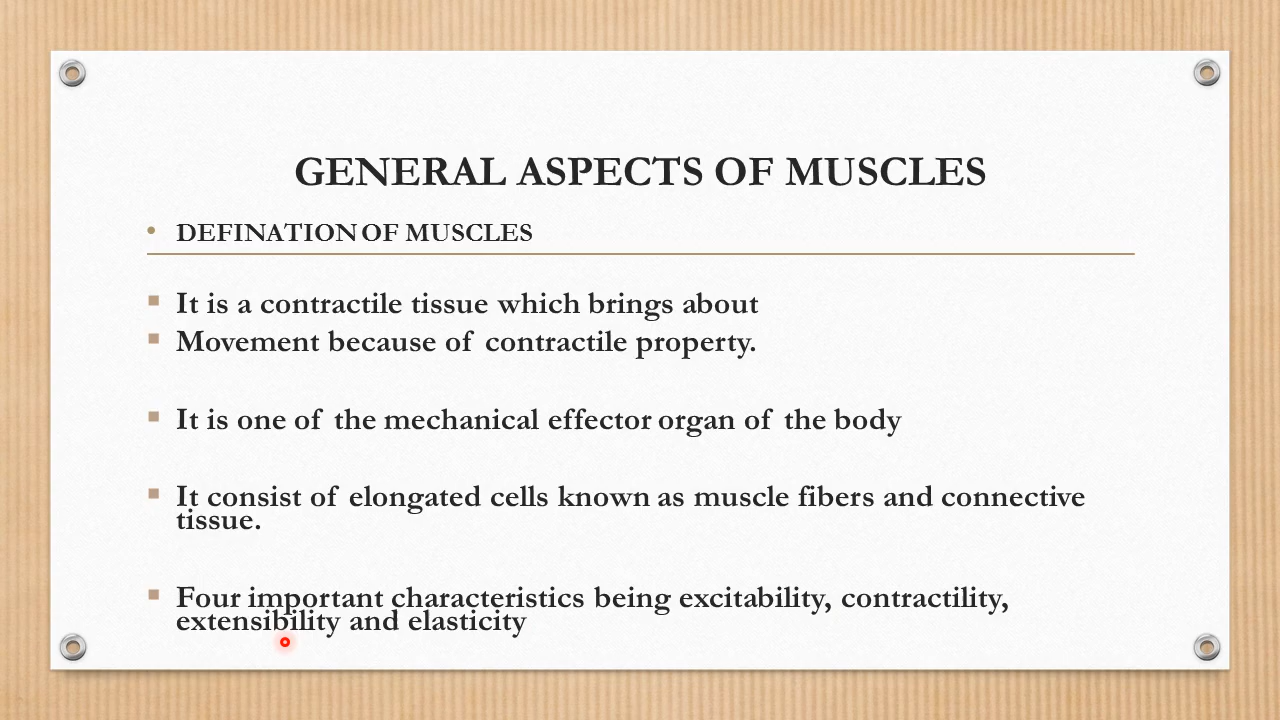 GENERAL ASPECTS OF MUSCLES
• DEFINATION OF MUSCLES
▪ It is a contractile tissue which brings about
▪ Movement because of contractile property.
▪ It is one of the mechanical effector organ of the body
▪ It consist of elongated cells known as muscle fibers and connective
tissue.
▪ Four important characteristics being excitability, contractility,
extensibility and elasticity